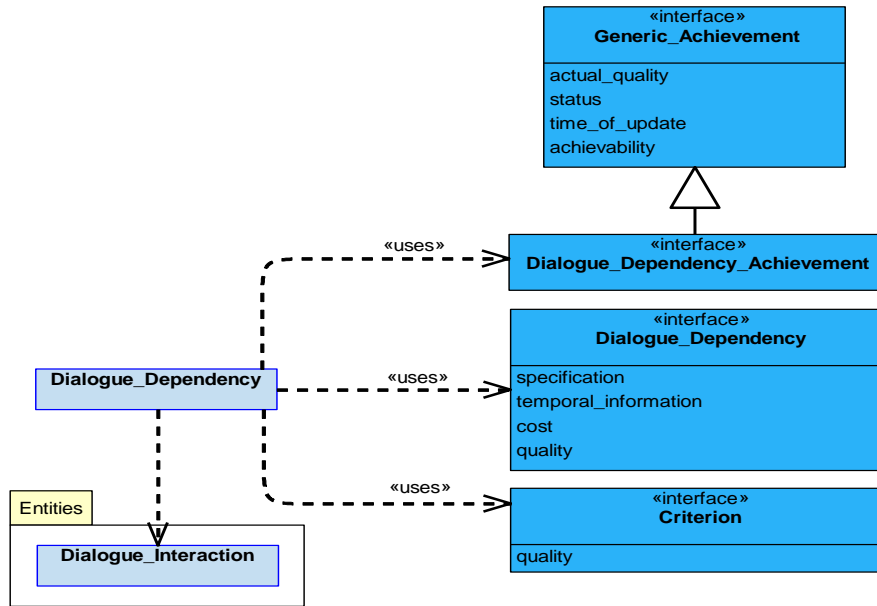 «interface»
Generic_Achievement
actual_quality
status
time_of_update
achievability
«uses»
«interface»
Dialogue_Dependency_Achievement
«interface»
Dialogue_Dependency
specification
temporal_information
cost
quality
Dialogue_Dependency
«uses»
«uses»
«interface»
Criterion
quality
Entities
Dialogue_Interaction